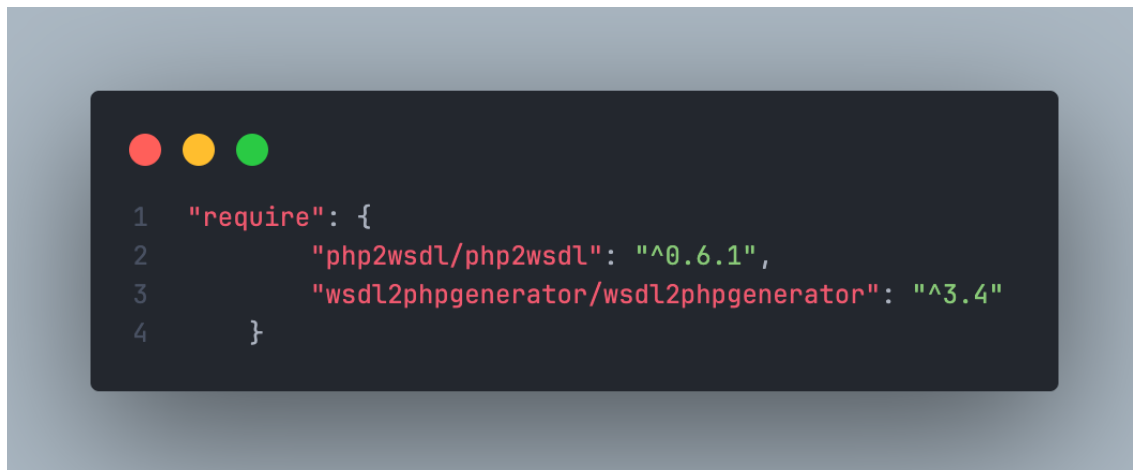 1 "require": {
2 "php2wsdl/php2wsdl": "^0.6.1",
3 "wsdl2phpgenerator/wsdl2phpgenerator": "^3.4"
4 }